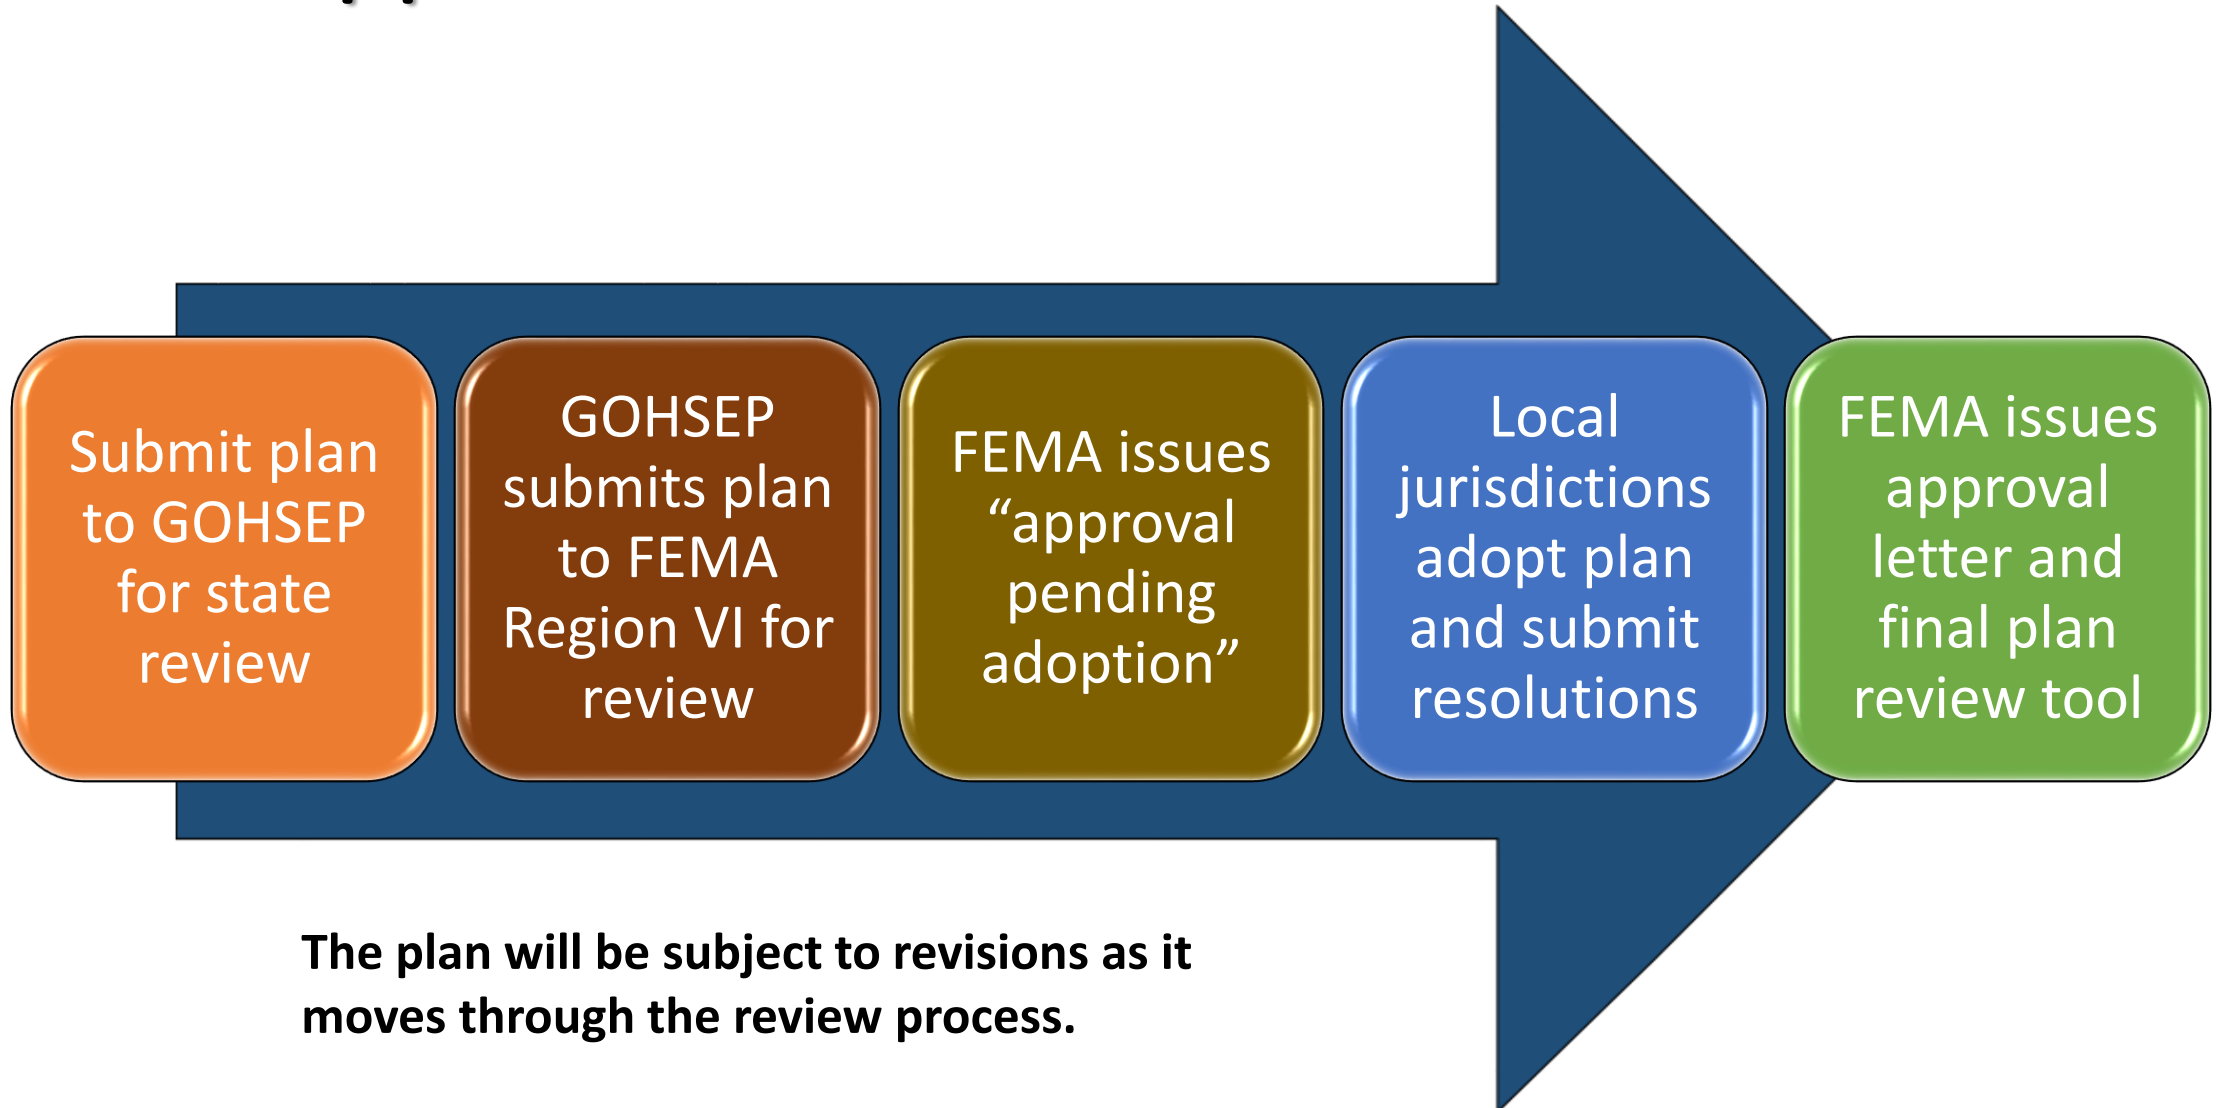 Submit plan
to GOHSEP
for state
review
GOHSEP
submits plan
to FEMA
Region VI for
review
FEMA issues
“approval
pending
adoption”
Local
jurisdictions
adopt plan
and submit
resolutions
FEMA issues
approval
letter and
final plan
review tool
The plan will be subject to revisions as it
moves through the review process.